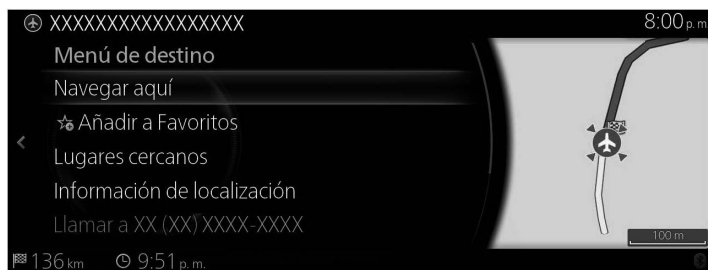 XXXXXXXXXXXXXXXXX 8:00 p.m.
Menú de destino
Navegar aquí
Añadir a Favoritos
Lugares cercanos
Información de localización
Llamar a XX (XX) XXXX-XXXX
100 m
136 km 9:51 p.m.